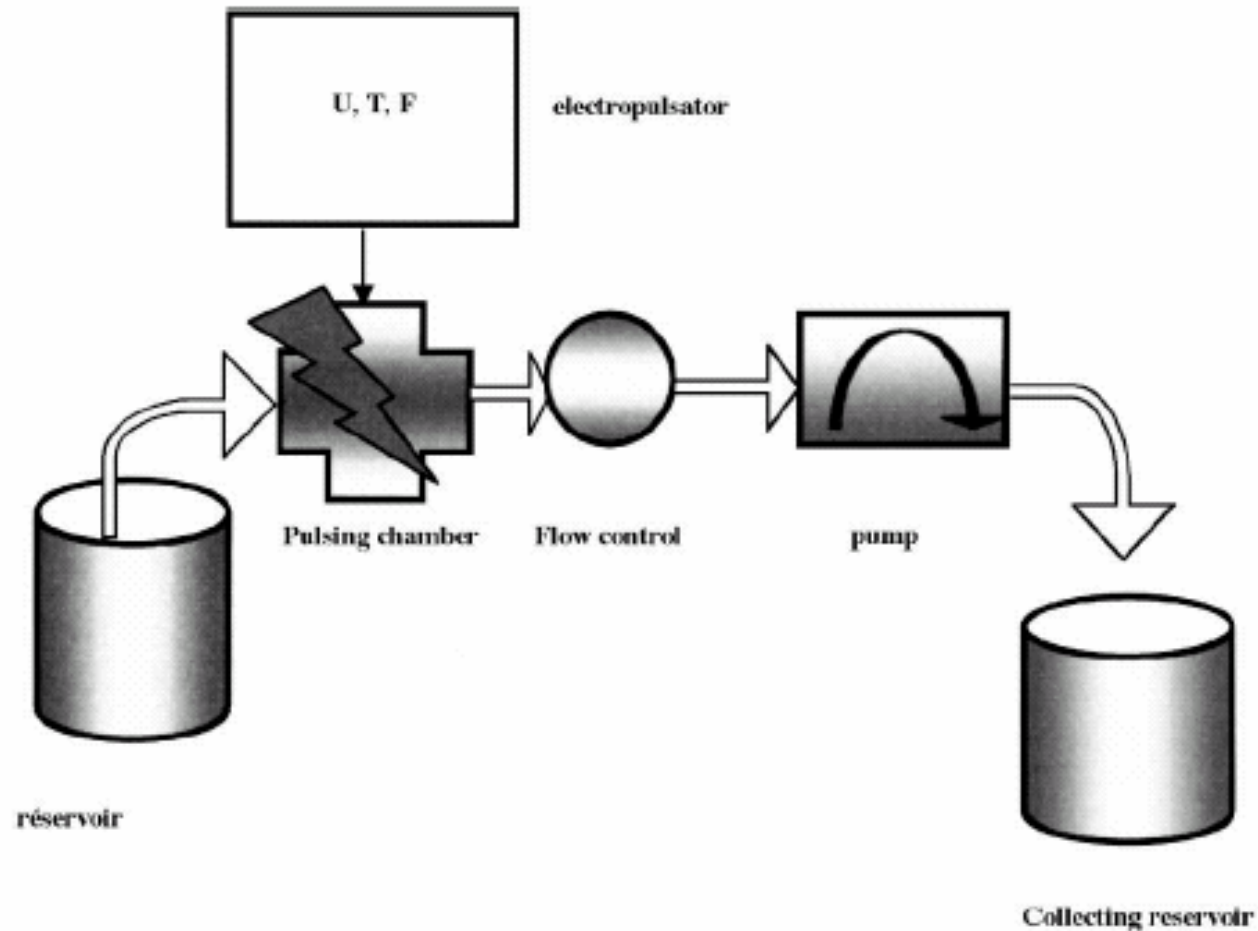 U, T, F
electropulsator
Pulsing chamber
Flow control
pump
réservoir
Collecting reservoir